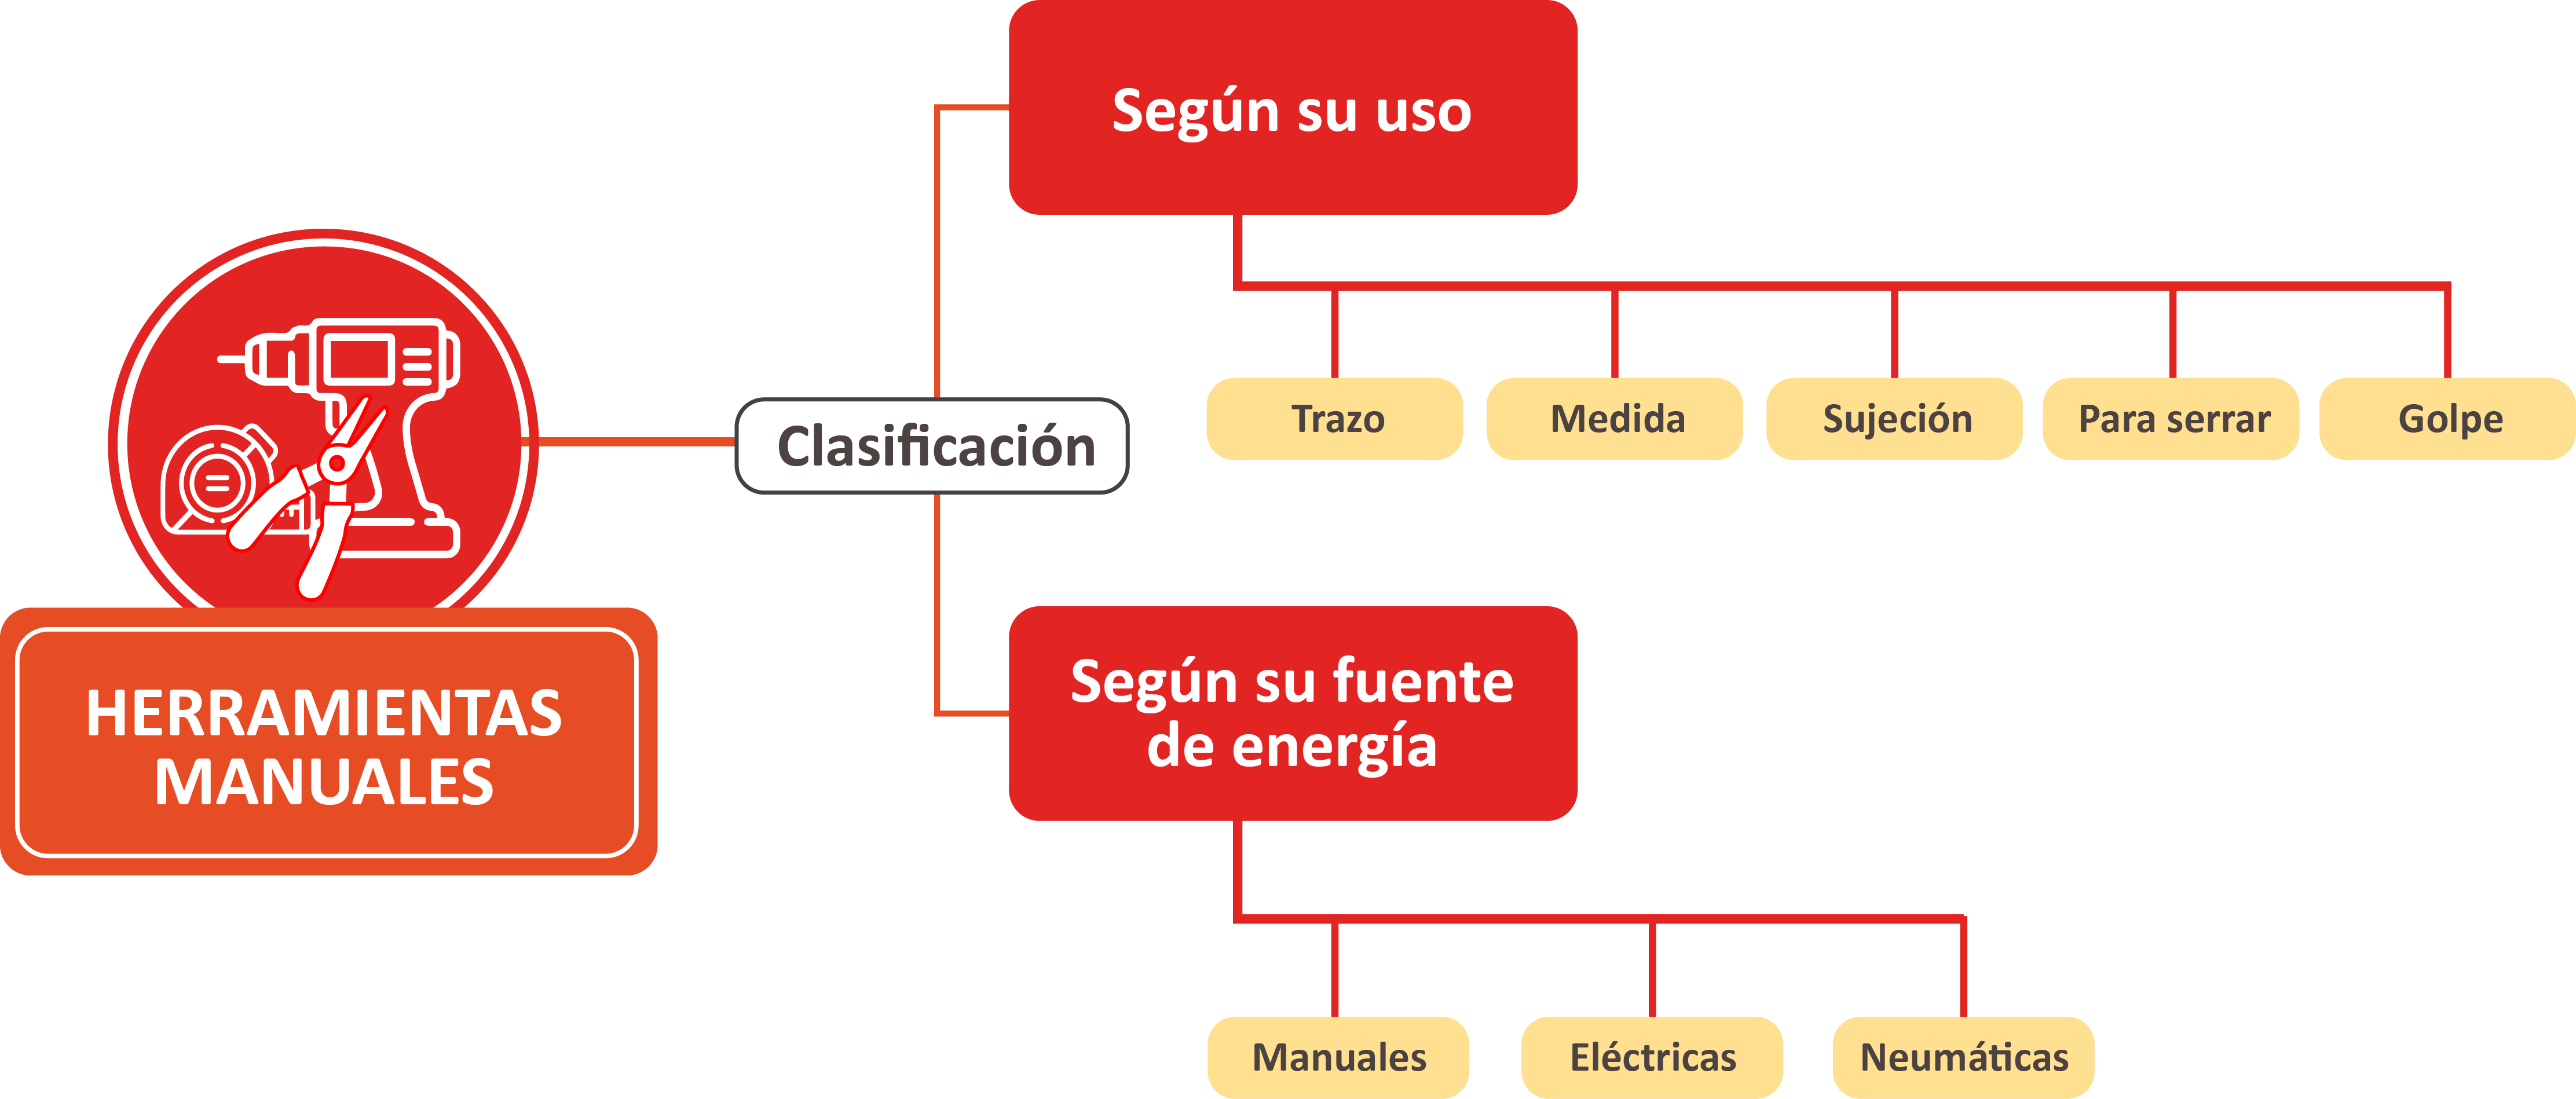 Según su uso
Trazo
Medida
Sujeción
Para serrar
Golpe
Clasificación
HERRAMIENTAS
MANUALES
Según su fuente
de energía
Manuales
Eléctricas
Neumáticas